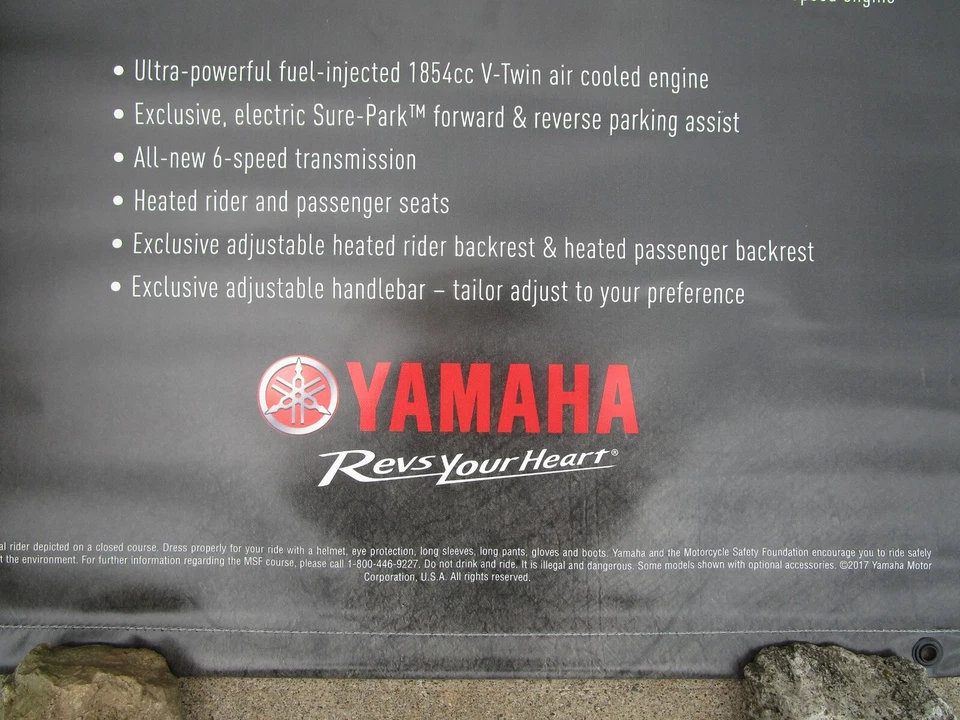 speed engine
• Ultra-powerful fuel-injected 1854cc V-Twin air cooled engine
• Exclusive, electric Sure-Park™ forward & reverse parking assist
• All-new 6-speed transmission
• Heated rider and passenger seats
• Exclusive adjustable heated rider backrest & heated passenger backrest
• Exclusive adjustable handlebar – tailor adjust to your preference
YAMAHA
Revs Your Heart®
al rider depicted on a closed course. Dress properly for your ride with a helmet, eye protection, long sleeves, long pants, gloves and boots. Yamaha and the Motorcycle Safety Foundation encourage you to ride safely
t the environment. For further information regarding the MSF course, please call 1-800-446-9227. Do not drink and ride. It is illegal and dangerous. Some models shown with optional accessories. ©2017 Yamaha Motor
Corporation, U.S.A. All rights reserved.